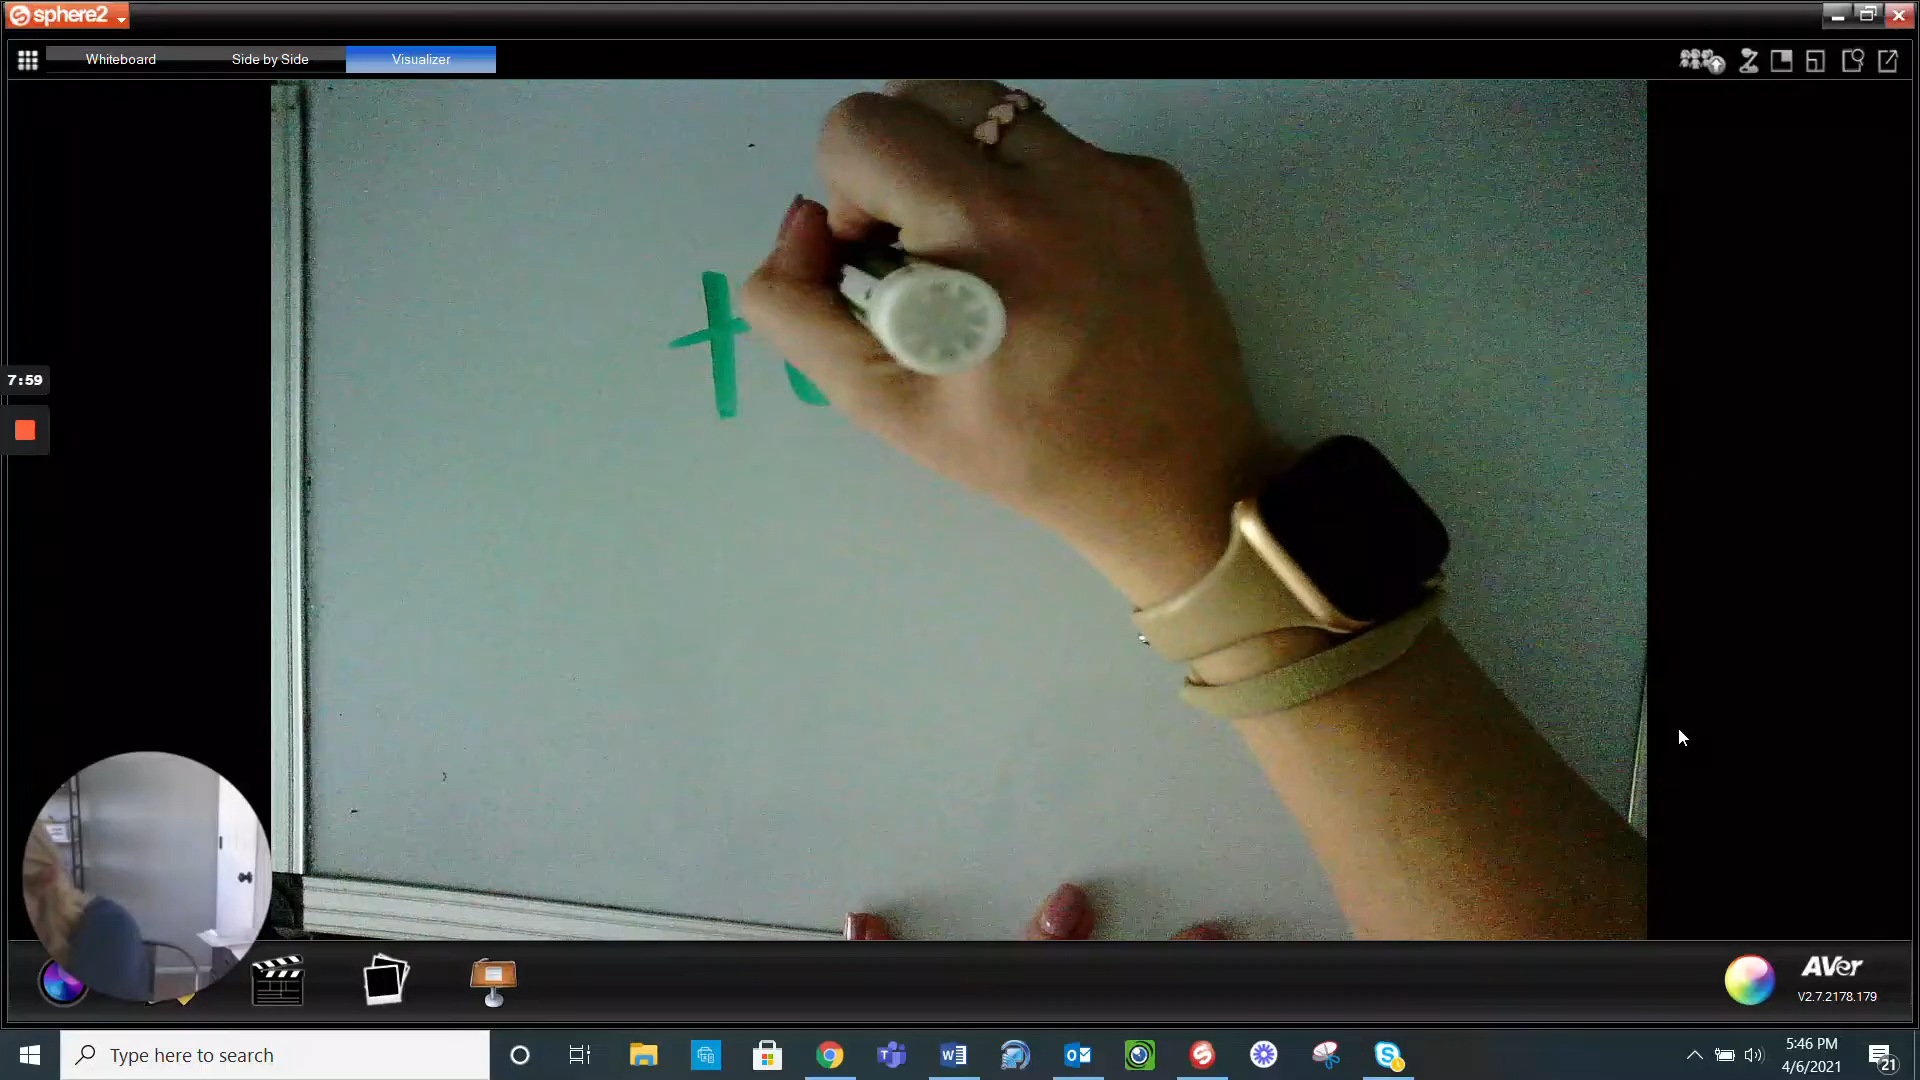 sphere2
Whiteboard
Side by Side
Visualizer
7:59
t
AVer
V2.7.2178.179
Type here to search
5:46 PM
4/6/2021
21